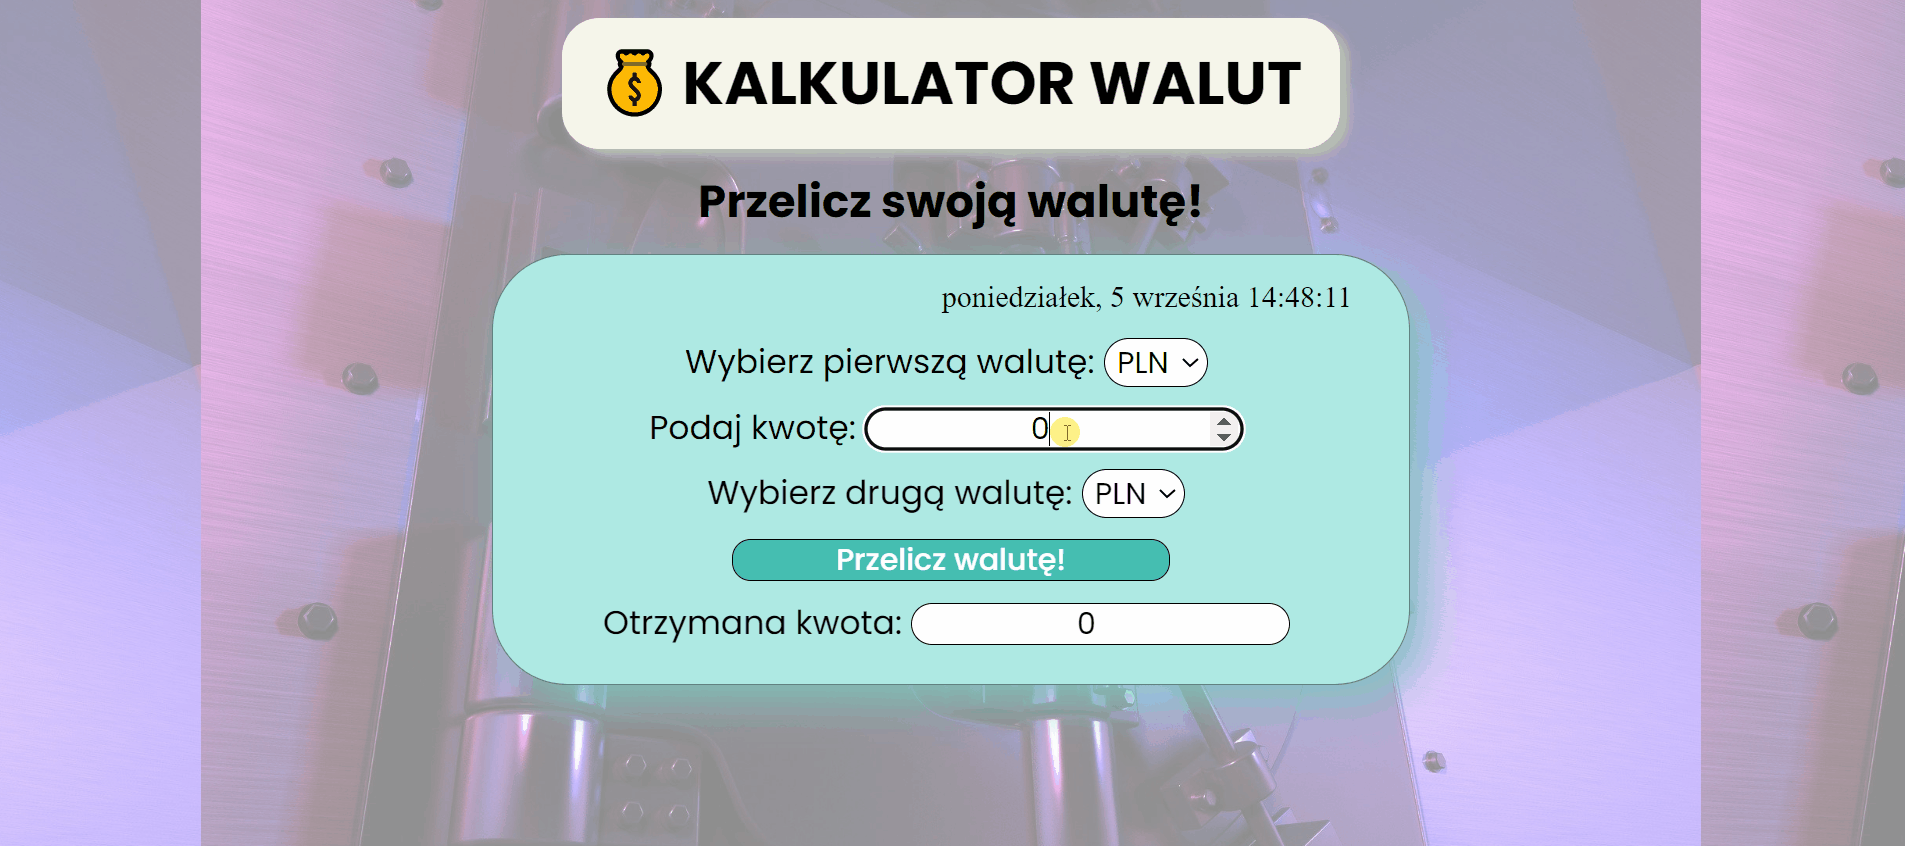 KALKULATOR WALUT
Przelicz swoją walutę!
poniedziałek, 5 września 14:48:11
Wybierz pierwszą walutę: PLN
Podaj kwotę: 0
Wybierz drugą walutę: PLN
Przelicz walutę!
Otrzymana kwota: 0